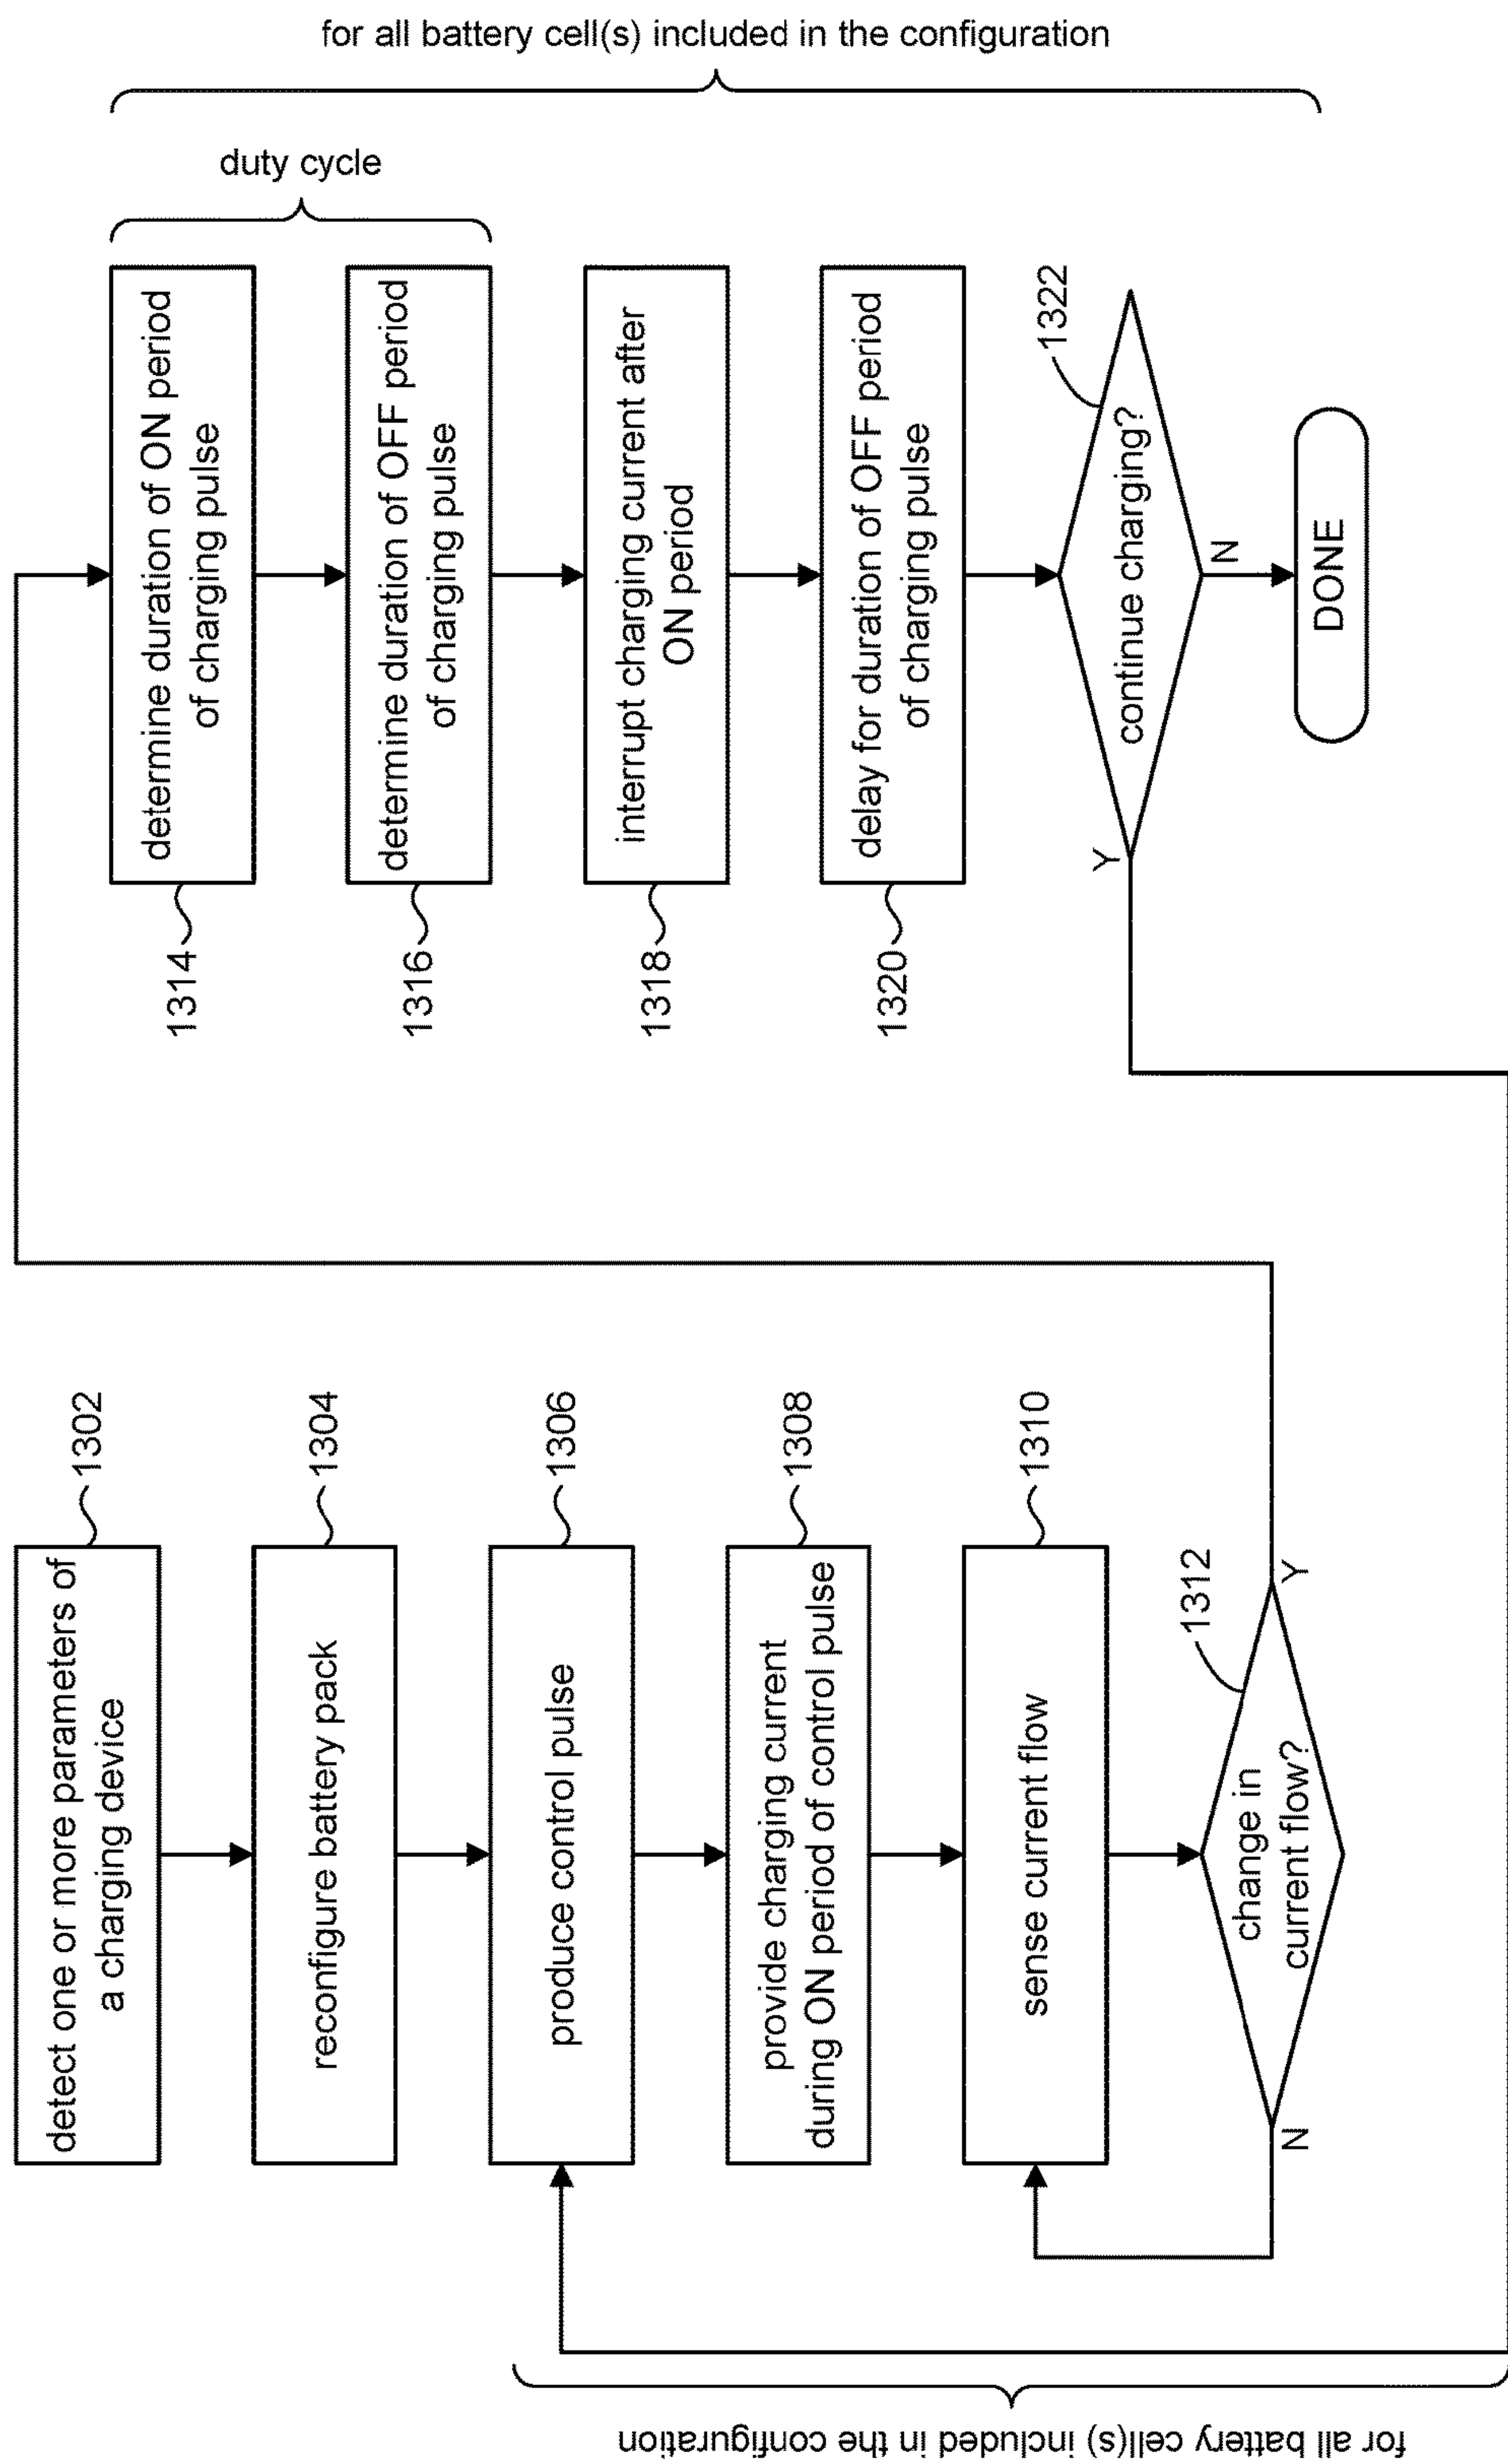 detect one or more parameters of
a charging device
1302
reconfigure battery pack
1304
produce control pulse
1306
provide charging current
during ON period of control pulse
1308
sense current flow
1310
change in
current flow?
1312
N
Y
for all battery cell(s) included in the configuration
determine duration of ON period
of charging pulse
1314
determine duration of OFF period
of charging pulse
1316
duty cycle
interrupt charging current after
ON period
1318
delay for duration of OFF period
of charging pulse
1320
continue charging?
1322
Y
N
DONE
for all battery cell(s) included in the configuration